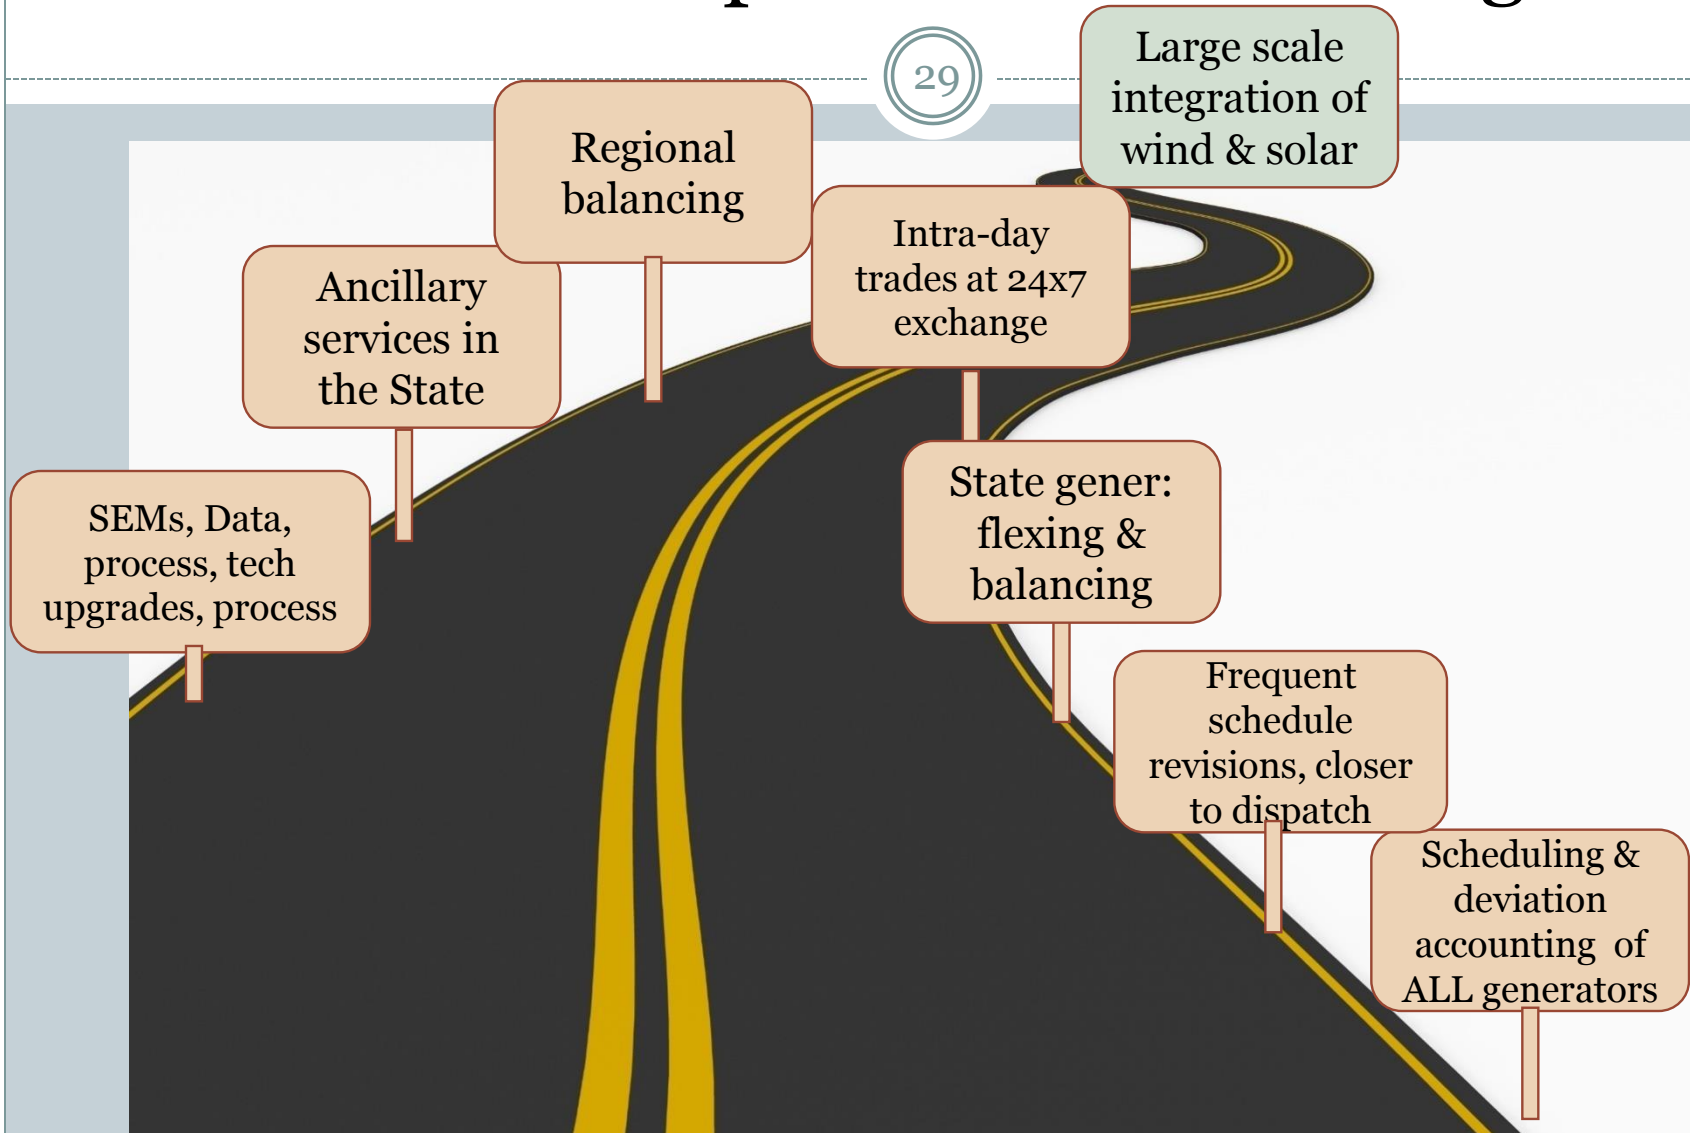 29
Large scale
integration of
wind & solar
Regional
balancing
Intra-day
trades at 24x7
exchange
Ancillary
services in
the State
State gener:
flexing &
balancing
SEMs, Data,
process, tech
upgrades, process
Frequent
schedule
revisions, closer
to dispatch
Scheduling &
deviation
accounting of
ALL generators